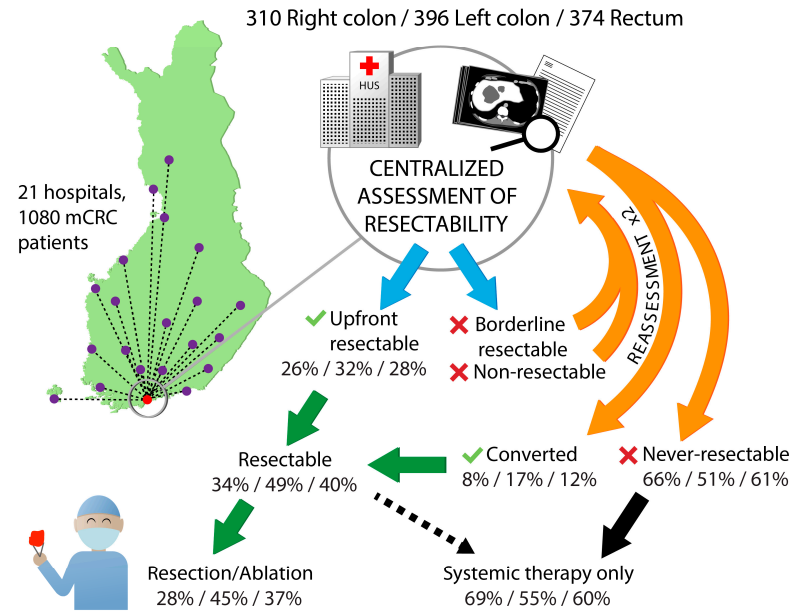 310 Right colon / 396 Left colon / 374 Rectum
HUS
21 hospitals,
1080 mCRC
patients
CENTRALIZED
ASSESSMENT OF
RESECTABILITY
REASSESSMENT x2
Upfront
resectable
26% / 32% / 28%
Borderline
resectable
Non-resectable
Resectable
34% / 49% / 40%
Converted
8% / 17% / 12%
Never-resectable
66% / 51% / 61%
Resection/Ablation
28% / 45% / 37%
Systemic therapy only
69% / 55% / 60%